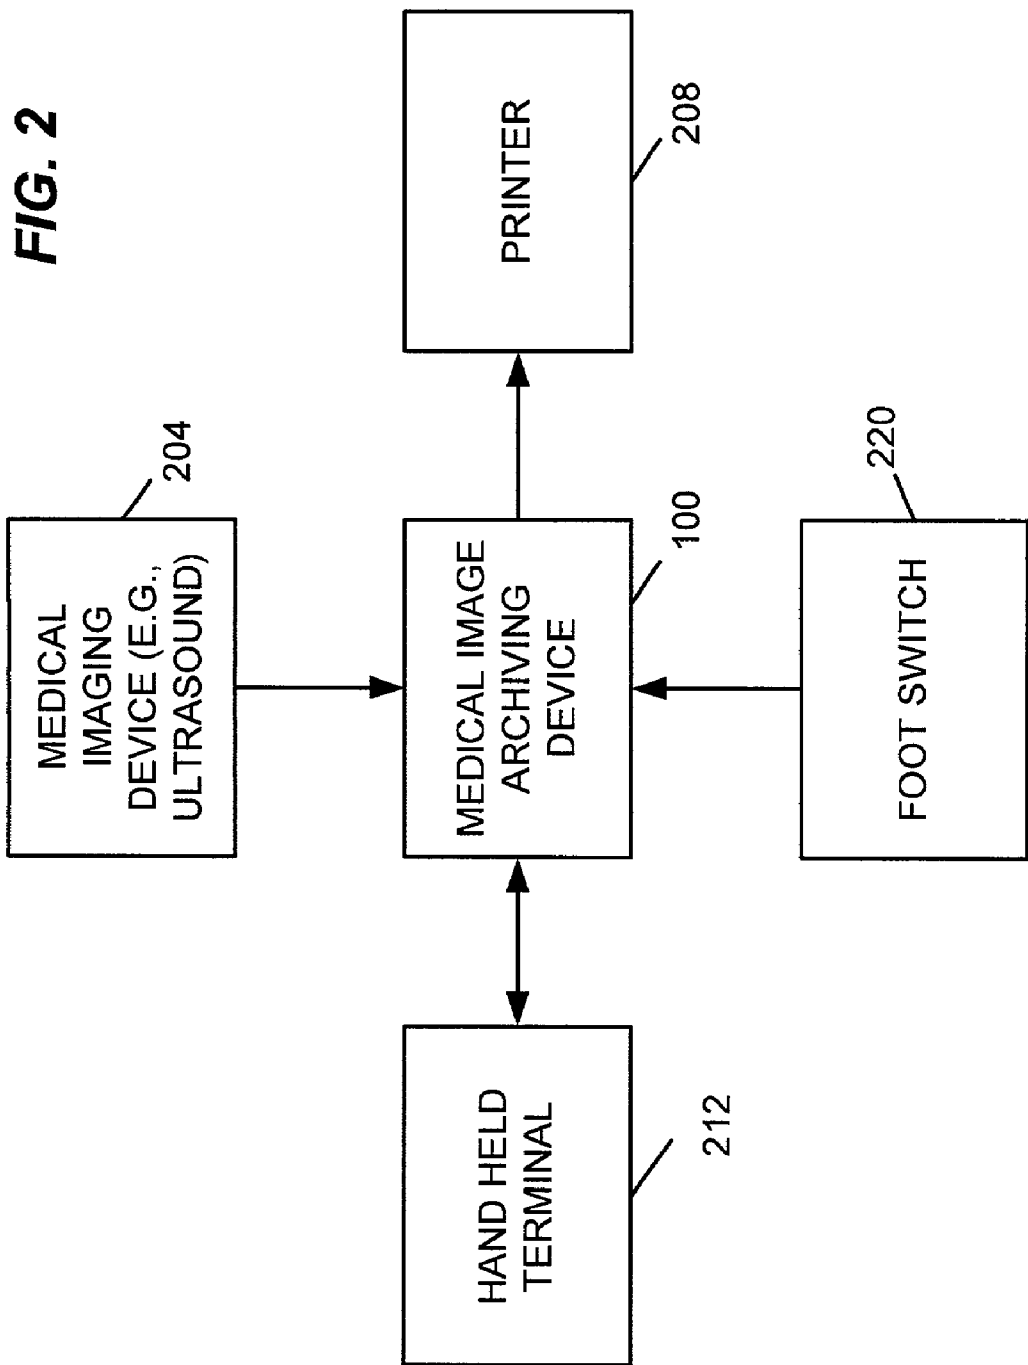 FIG. 2
MEDICAL
IMAGING
DEVICE (E.G.,
ULTRASOUND)
204
HAND HELD
TERMINAL
212
MEDICAL IMAGE
ARCHIVING
DEVICE
100
PRINTER
208
FOOT SWITCH
220